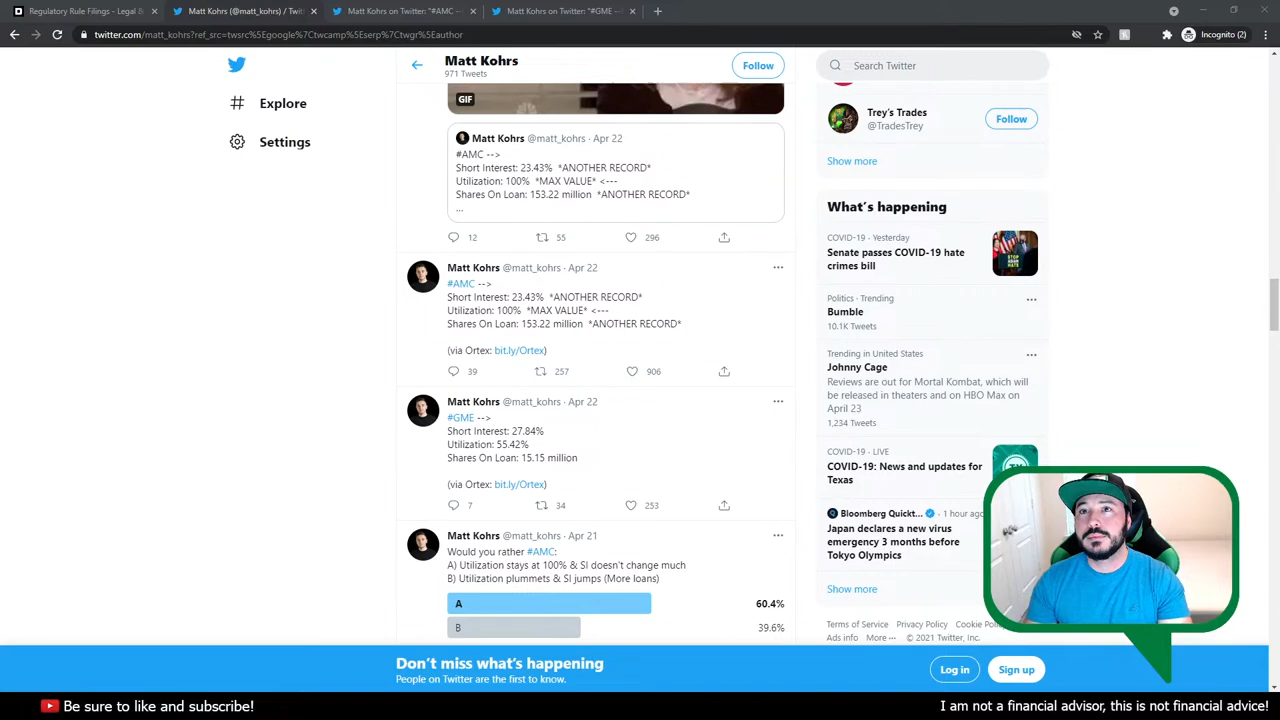 Regulatory Rule Filings - Legal &
Matt Kohrs (@matt_kohrs) / Twit
Matt Kohrs on Twitter: "#AMC --
Matt Kohrs on Twitter: "#GME --
twitter.com/matt_kohrs?ref_src=twsrc%5Egoogle%7Ctwcamp%5Eserp%7Ctwgr%5Eauthor
Incognito (2)
Explore
Settings
Matt Kohrs
971 Tweets
Follow
GIF
Matt Kohrs @matt_kohrs · Apr 22
#AMC -->
Short Interest: 23.43% *ANOTHER RECORD*
Utilization: 100% *MAX VALUE* <---
Shares On Loan: 153.22 million *ANOTHER RECORD*
...
12 55 296
Matt Kohrs @matt_kohrs · Apr 22
#AMC -->
Short Interest: 23.43% *ANOTHER RECORD*
Utilization: 100% *MAX VALUE* <---
Shares On Loan: 153.22 million *ANOTHER RECORD*
(via Ortex: bit.ly/Ortex)
39 257 906
Matt Kohrs @matt_kohrs · Apr 22
#GME -->
Short Interest: 27.84%
Utilization: 55.42%
Shares On Loan: 15.15 million
(via Ortex: bit.ly/Ortex)
7 34 253
Matt Kohrs @matt_kohrs · Apr 21
Would you rather #AMC:
A) Utilization stays at 100% & SI doesn't change much
B) Utilization plummets & SI jumps (More loans)
A 60.4%
B 39.6%
Search Twitter
Trey's Trades
@TradesTrey
Follow
Show more
What's happening
COVID-19 · Yesterday
Senate passes COVID-19 hate
crimes bill
Politics · Trending
Bumble
10.1K Tweets
Trending in United States
Johnny Cage
Reviews are out for Mortal Kombat, which will
be released in theaters and on HBO Max on
April 23
1,234 Tweets
COVID-19 · LIVE
COVID-19: News and updates for
Texas
Bloomberg Quickt... · 1 hour ago
Japan declares a new virus
emergency 3 months before
Tokyo Olympics
Show more
Terms of Service Privacy Policy Cookie
Ads info More ··· © 2021 Twitter, Inc.
Don't miss what's happening
People on Twitter are the first to know.
Log in
Sign up
Be sure to like and subscribe!
I am not a financial advisor, this is not financial advice!